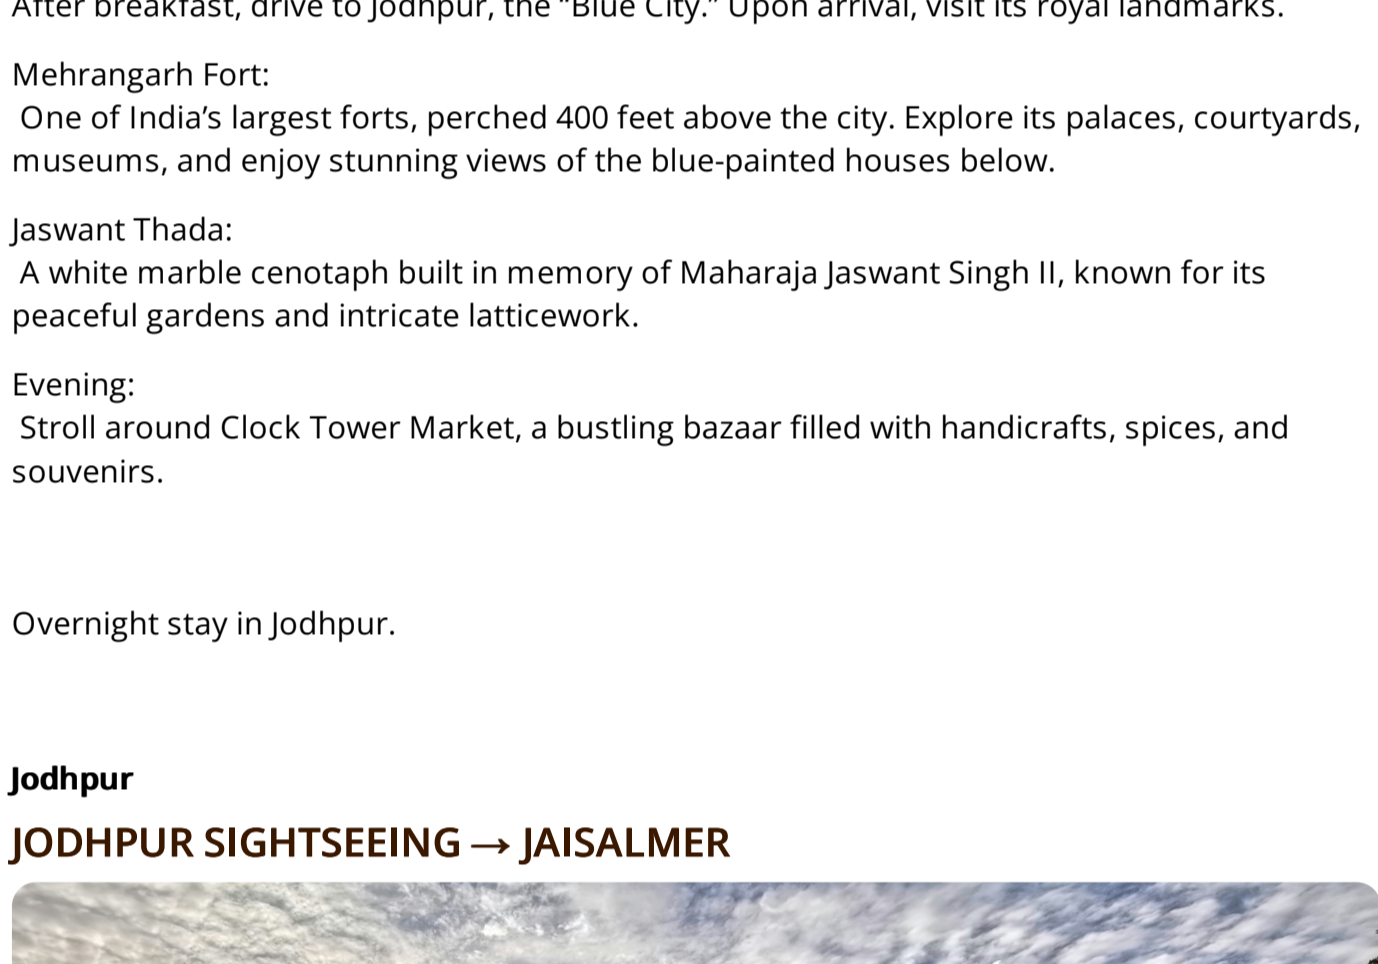 After breakfast, drive to Jodhpur, the “Blue City.” Upon arrival, visit its royal landmarks.
Mehrangarh Fort:
One of India’s largest forts, perched 400 feet above the city. Explore its palaces, courtyards,
museums, and enjoy stunning views of the blue-painted houses below.
Jaswant Thada:
A white marble cenotaph built in memory of Maharaja Jaswant Singh II, known for its
peaceful gardens and intricate latticework.
Evening:
Stroll around Clock Tower Market, a bustling bazaar filled with handicrafts, spices, and
souvenirs.
Overnight stay in Jodhpur.
Jodhpur
JODHPUR SIGHTSEEING → JAISALMER